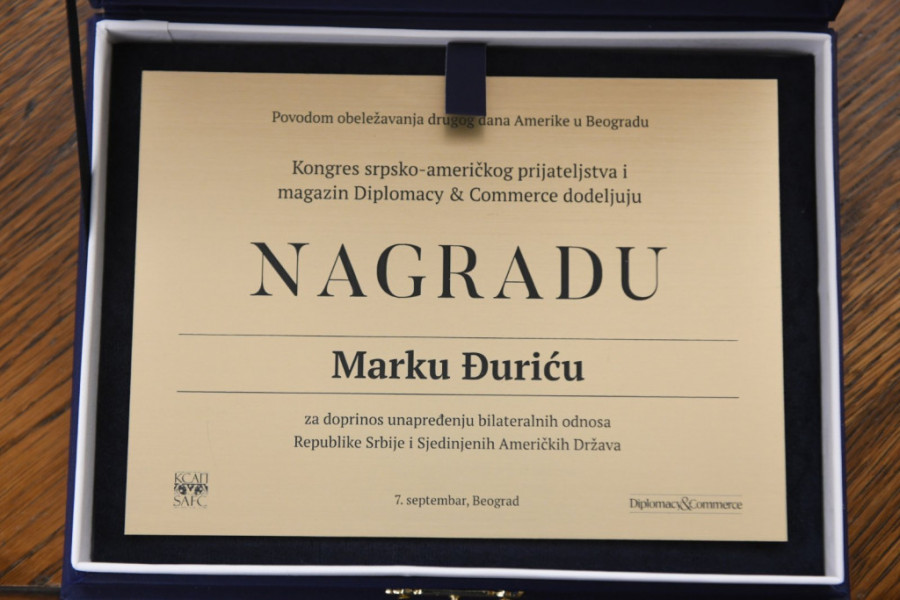 Povodom obeležavanja drugog dana Amerike u Beogradu
Kongres srpsko-američkog prijateljstva i
magazin Diplomacy & Commerce dodeljuju
NAGRADU
Marku Đuriću
za doprinos unapređenju bilateralnih odnosa
Republike Srbije i Sjedinjenih Američkih Država
КСАП
SAFC
7. septembar, Beograd
Diplomacy&Commerce